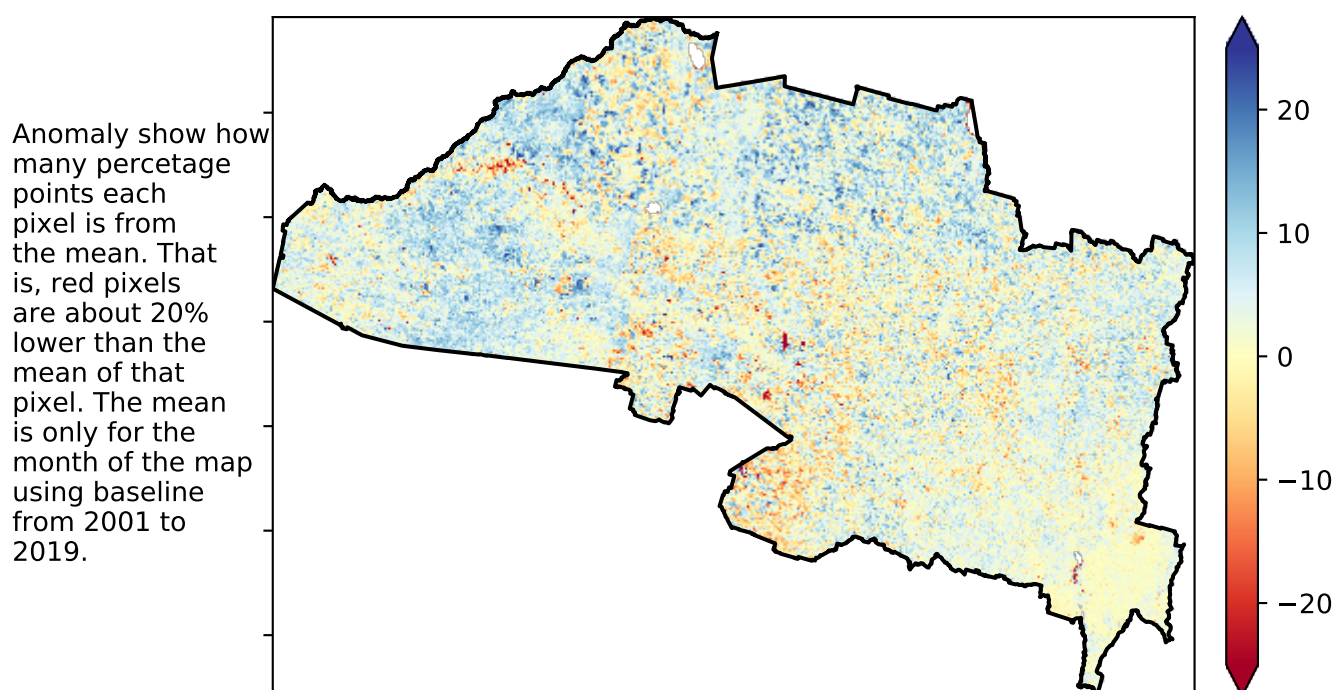 Anomaly show how
many percetage
points each
pixel is from
the mean. That
is, red pixels
are about 20%
lower than the
mean of that
pixel. The mean
is only for the
month of the map
using baseline
from 2001 to
2019.
20
10
0
−10
−20